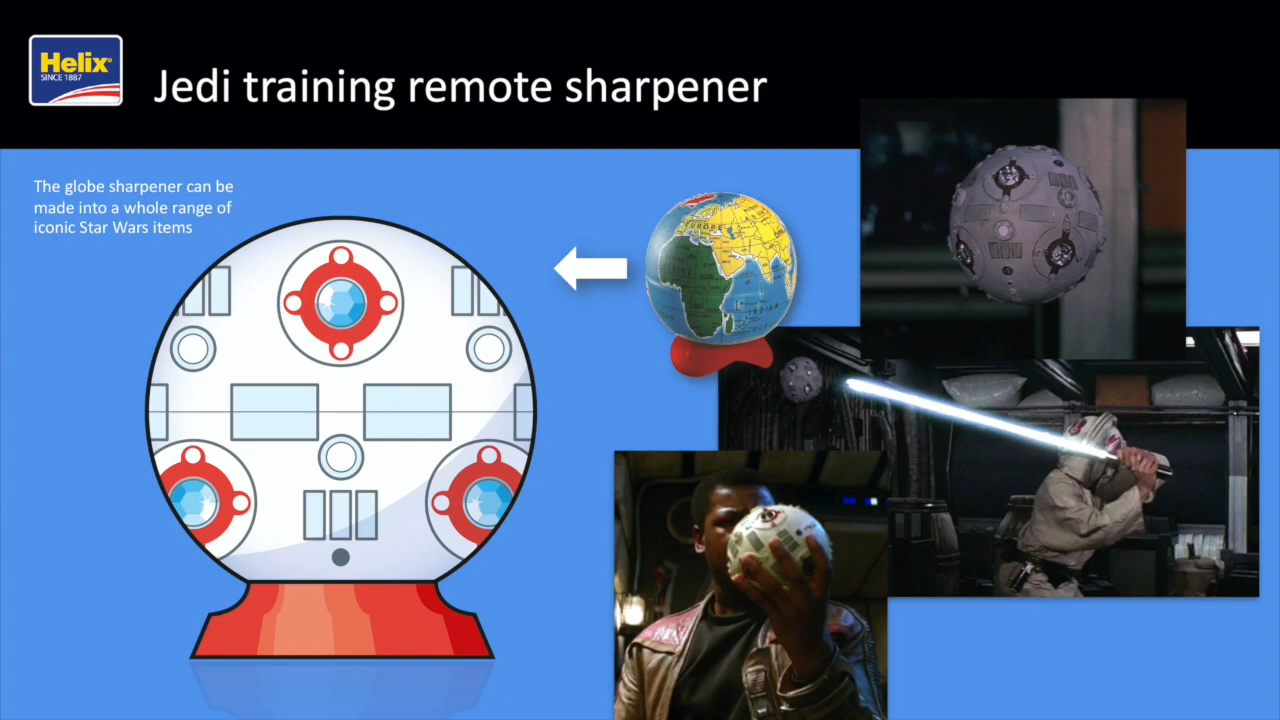 Helix
SINCE 1887
Jedi training remote sharpener
The globe sharpener can be
made into a whole range of
iconic Star Wars items
EUROPE
INDIAN